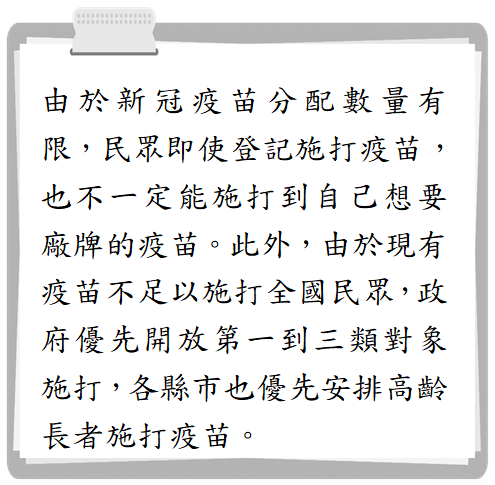 由於新冠疫苗分配數量有
限，民眾即使登記施打疫苗，
也不一定能施打到自己想要
廠牌的疫苗。此外，由於現有
疫苗不足以施打全國民眾，政
府優先開放第一到三類對象
施打，各縣市也優先安排高齡
長者施打疫苗。